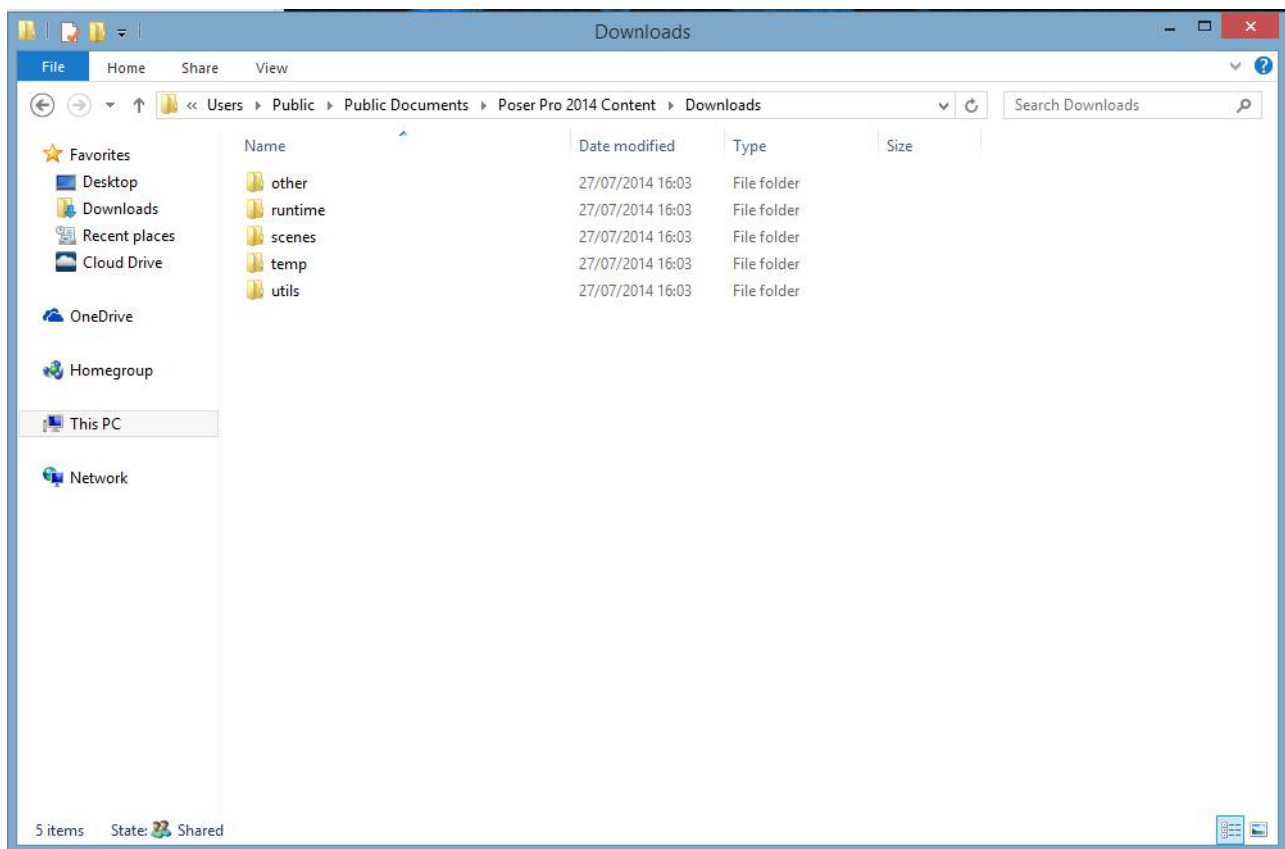 Downloads
File Home Share View
« Users Public Public Documents Poser Pro 2014 Content Downloads Search Downloads
Favorites
Desktop
Downloads
Recent places
Cloud Drive
OneDrive
Homegroup
This PC
Network
Name Date modified Type Size
other 27/07/2014 16:03 File folder
runtime 27/07/2014 16:03 File folder
scenes 27/07/2014 16:03 File folder
temp 27/07/2014 16:03 File folder
utils 27/07/2014 16:03 File folder
5 items State: Shared